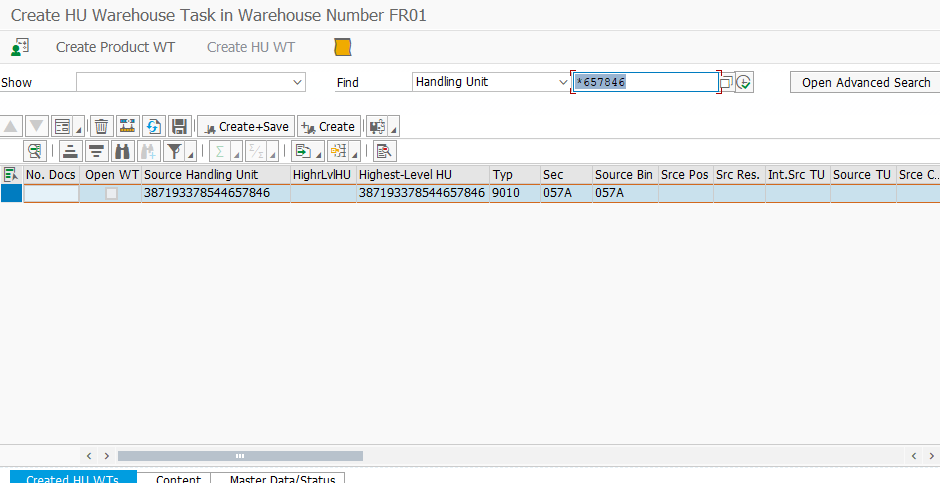 Create HU Warehouse Task in Warehouse Number FR01
Create Product WT Create HU WT
Show Find Handling Unit *657846 Open Advanced Search
Create+Save Create
No. Docs Open WT Source Handling Unit HighrLvlHU Highest-Level HU Typ Sec Source Bin Srce Pos Src Res. Int.Src TU Source TU Srce C..
387193378544657846 387193378544657846 9010 057A 057A
Created HU WTs Content Master Data/Status